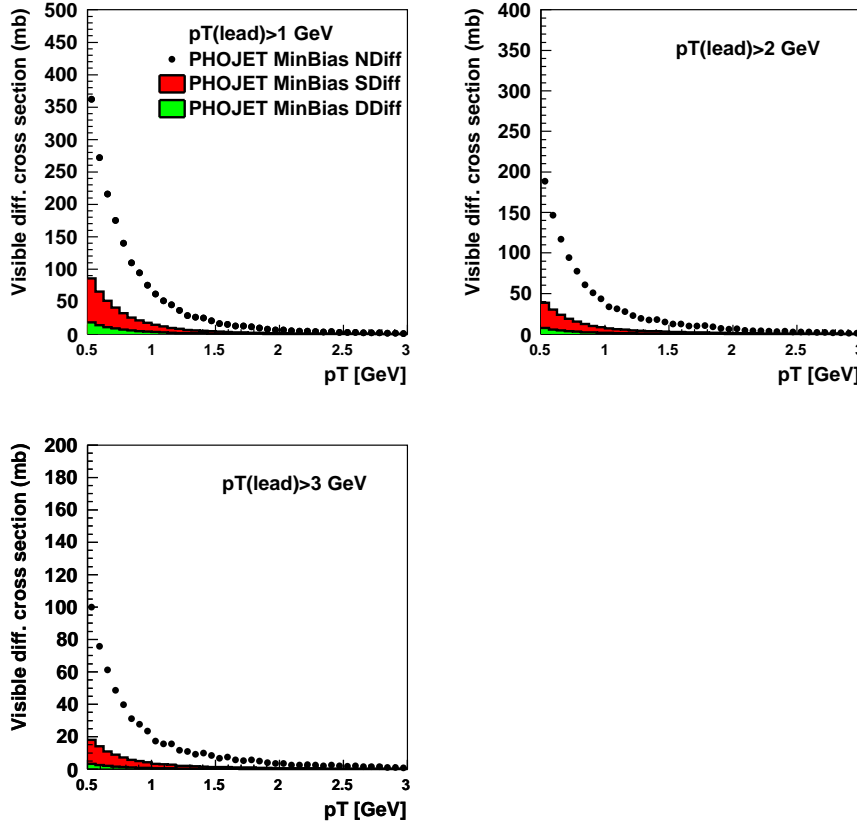 Visible diff. cross section (mb)
500
450
400
350
300
250
200
150
100
50
0
pT(lead)>1 GeV
PHOJET MinBias NDiff
PHOJET MinBias SDiff
PHOJET MinBias DDiff
0.5 1 1.5 2 2.5 3
pT [GeV]
Visible diff. cross section (mb)
400
350
300
250
200
150
100
50
0
pT(lead)>2 GeV
0.5 1 1.5 2 2.5 3
pT [GeV]
Visible diff. cross section (mb)
200
180
160
140
120
100
80
60
40
20
0
pT(lead)>3 GeV
0.5 1 1.5 2 2.5 3
pT [GeV]